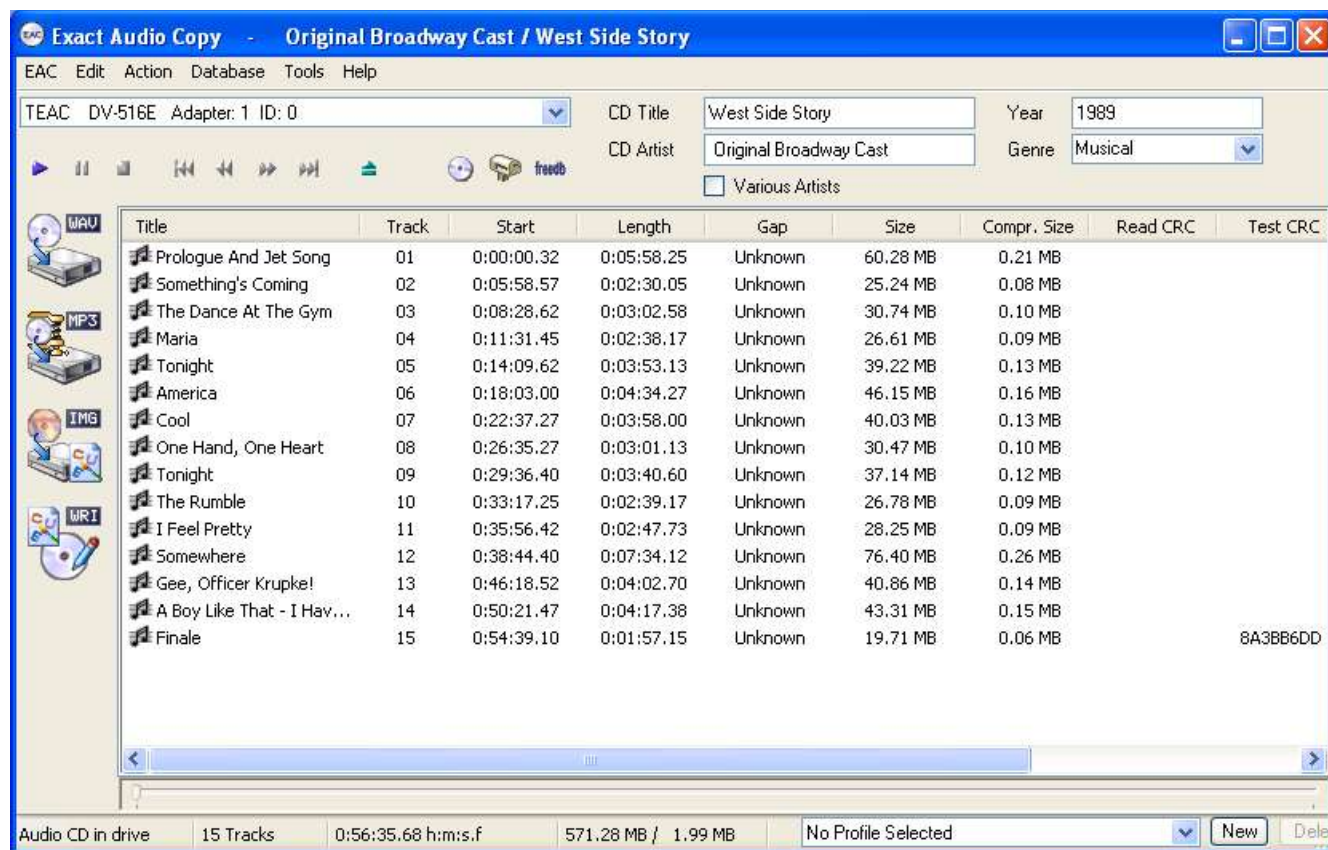 Exact Audio Copy - Original Broadway Cast / West Side Story
EAC Edit Action Database Tools Help
TEAC DV-516E Adapter: 1 ID: 0
CD Title West Side Story Year 1989
CD Artist Original Broadway Cast Genre Musical
freedb
Various Artists
WAV
MP3
IMG
WRI
Title Track Start Length Gap Size Compr. Size Read CRC Test CRC
Prologue And Jet Song 01 0:00:00.32 0:05:58.25 Unknown 60.28 MB 0.21 MB
Something's Coming 02 0:05:58.57 0:02:30.05 Unknown 25.24 MB 0.08 MB
The Dance At The Gym 03 0:08:28.62 0:03:02.58 Unknown 30.74 MB 0.10 MB
Maria 04 0:11:31.45 0:02:38.17 Unknown 26.61 MB 0.09 MB
Tonight 05 0:14:09.62 0:03:53.13 Unknown 39.22 MB 0.13 MB
America 06 0:18:03.00 0:04:34.27 Unknown 46.15 MB 0.16 MB
Cool 07 0:22:37.27 0:03:58.00 Unknown 40.03 MB 0.13 MB
One Hand, One Heart 08 0:26:35.27 0:03:01.13 Unknown 30.47 MB 0.10 MB
Tonight 09 0:29:36.40 0:03:40.60 Unknown 37.14 MB 0.12 MB
The Rumble 10 0:33:17.25 0:02:39.17 Unknown 26.78 MB 0.09 MB
I Feel Pretty 11 0:35:56.42 0:02:47.73 Unknown 28.25 MB 0.09 MB
Somewhere 12 0:38:44.40 0:07:34.12 Unknown 76.40 MB 0.26 MB
Gee, Officer Krupke! 13 0:46:18.52 0:04:02.70 Unknown 40.86 MB 0.14 MB
A Boy Like That - I Hav... 14 0:50:21.47 0:04:17.38 Unknown 43.31 MB 0.15 MB
Finale 15 0:54:39.10 0:01:57.15 Unknown 19.71 MB 0.06 MB 8A3BB6DD
Audio CD in drive 15 Tracks 0:56:35.68 h:m:s.f 571.28 MB / 1.99 MB No Profile Selected New Dele